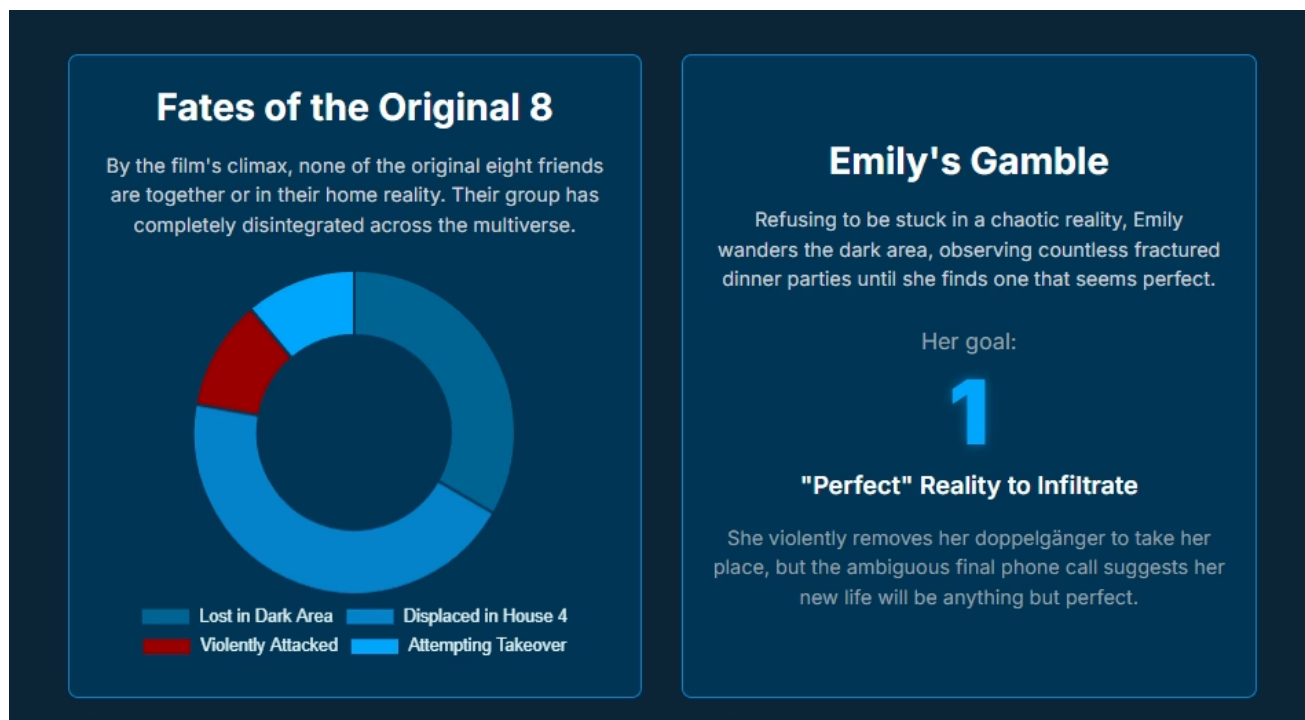 Fates of the Original 8
By the film's climax, none of the original eight friends
are together or in their home reality. Their group has
completely disintegrated across the multiverse.
Lost in Dark Area
Displaced in House 4
Violently Attacked
Attempting Takeover
Emily's Gamble
Refusing to be stuck in a chaotic reality, Emily
wanders the dark area, observing countless fractured
dinner parties until she finds one that seems perfect.
Her goal:
1
"Perfect" Reality to Infiltrate
She violently removes her doppelgänger to take her
place, but the ambiguous final phone call suggests her
new life will be anything but perfect.